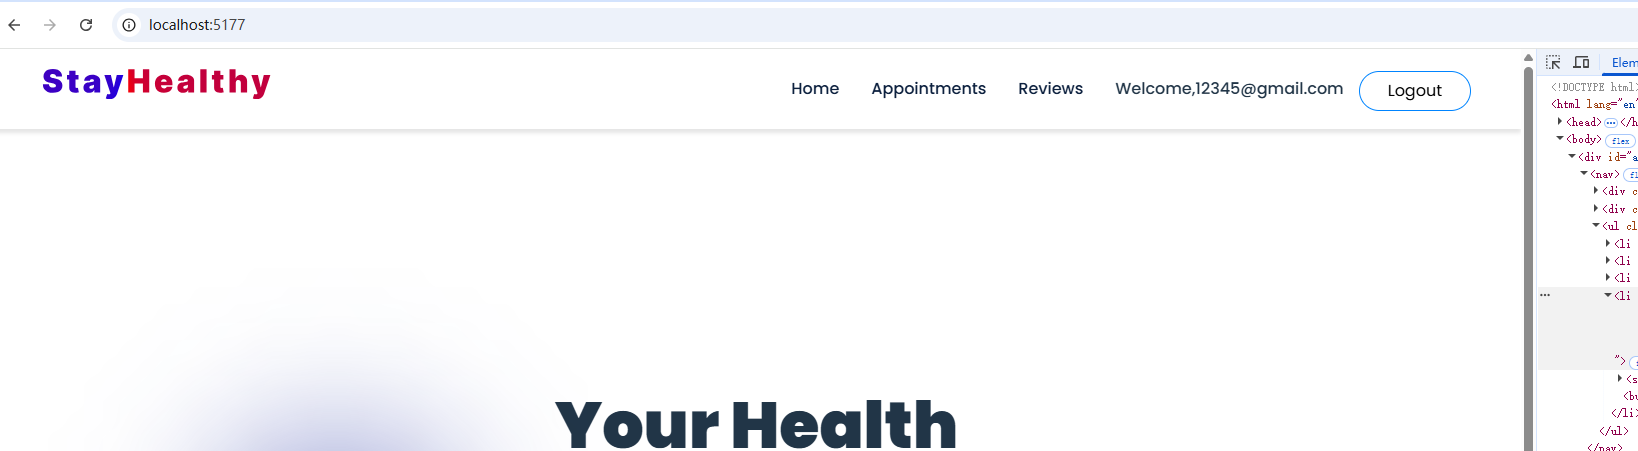 localhost:5177
StayHealthy
Home Appointments Reviews Welcome,12345@gmail.com Logout
Your Health
Elem
<!DOCTYPE html>
<html lang="en"
<head> </h
<body> flex
<div id="a
<nav> fl
<div c
<div c
<ul cl
<li
<li
<li
<li
">
<s
<bu
</li>
</ul>
</nav>